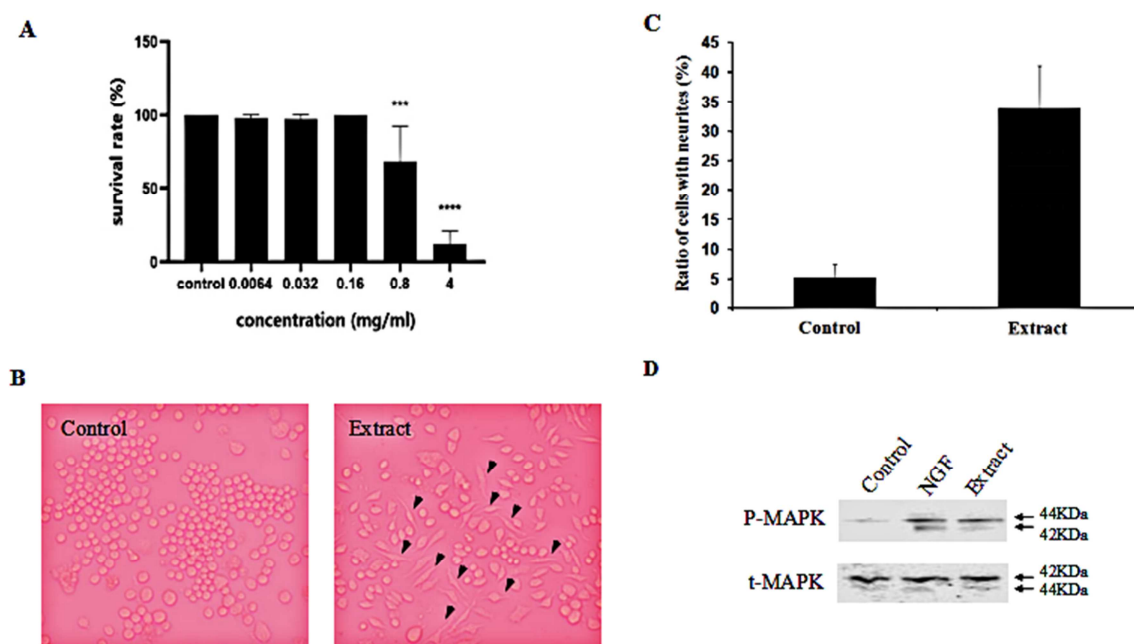 A
150
100
50
0
survival rate (%)
***
****
control 0.0064 0.032 0.16 0.8 4
concentration (mg/ml)
B
Control
Extract
C
45
40
35
30
25
20
15
10
5
0
Ratio of cells with neurites (%)
Control Extract
D
Control NGF Extract
P-MAPK
44KDa
42KDa
t-MAPK
42KDa
44KDa